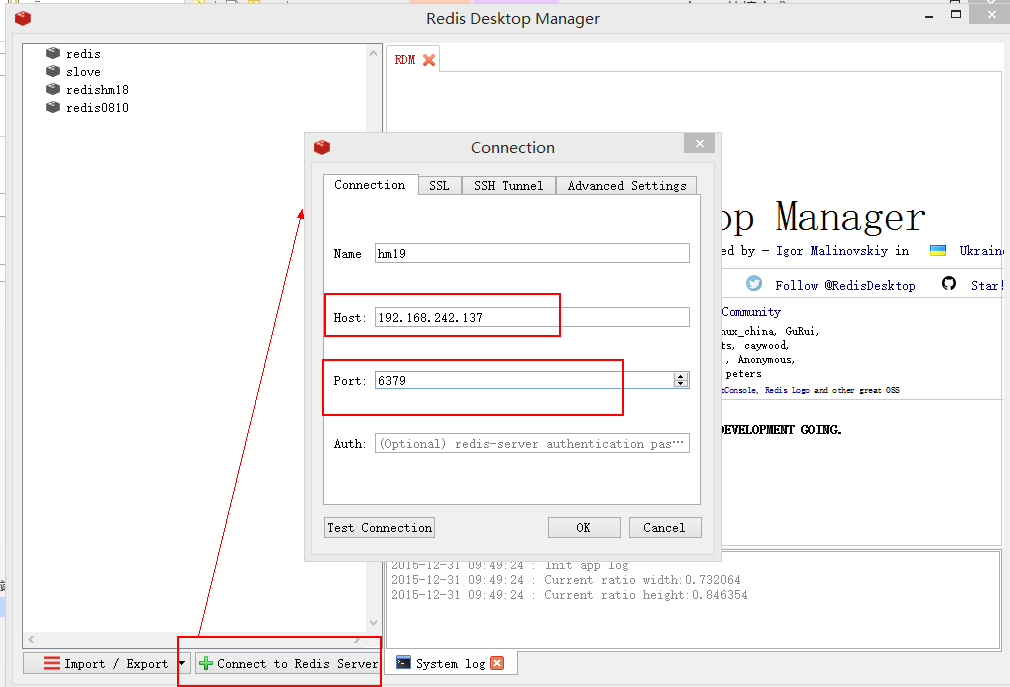 Redis Desktop Manager
redis
slove
redishm18
redis0810
RDM
Connection
Connection
SSL
SSH Tunnel
Advanced Settings
Name
hm19
Host:
192.168.242.137
Port:
6379
Auth:
(Optional) redis-server authentication pas…
Test Connection
OK
Cancel
op Manager
ed by – Igor Malinovskiy in
Ukraine
Follow @RedisDesktop
Star!
Community
nux_china, GuRui,
ts, caywood,
, Anonymous,
peters
Console, Redis Logo and other great OSS
DEVELOPMENT GOING.
2015-12-31 09:49:24 : Init app log
2015-12-31 09:49:24 : Current ratio width:0.732064
2015-12-31 09:49:24 : Current ratio height:0.846354
Import / Export
Connect to Redis Server
System log